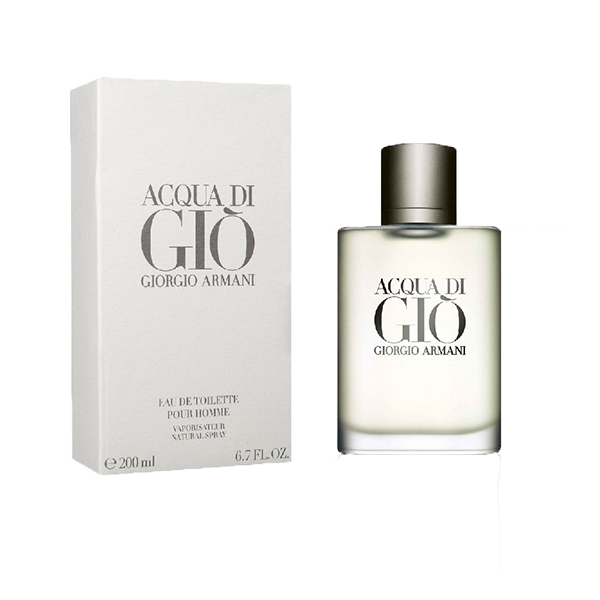 ACQUA DI
GIÒ
GIORGIO ARMANI
EAU DE TOILETTE
POUR HOMME
VAPORISATEUR
NATURAL SPRAY
℮ 200 ml 6.7 FL.OZ.
ACQUA DI
GIÒ
GIORGIO ARMANI